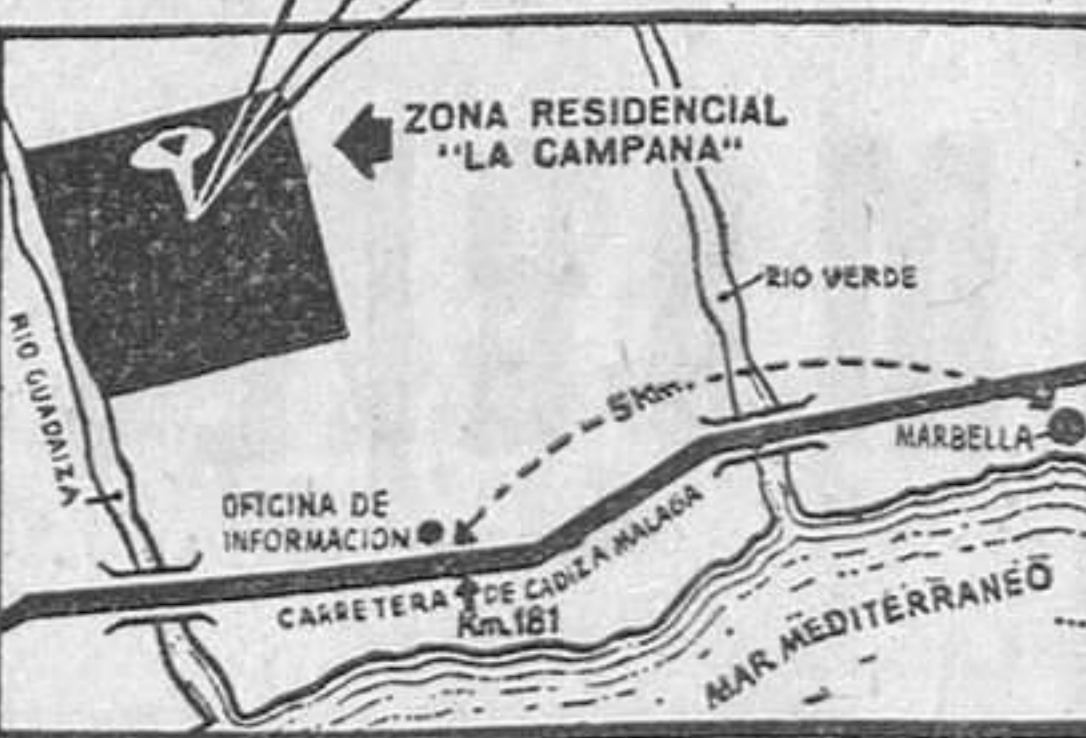 ZONA RESIDENCIAL
"LA CAMPANA"
RIO VERDE
RIO GUADAIZA
5 Km.
MARBELLA
OFICINA DE
INFORMACION
CARRETERA DE CADIZ A MALAGA
Km.181
MAR MEDITERRANEO